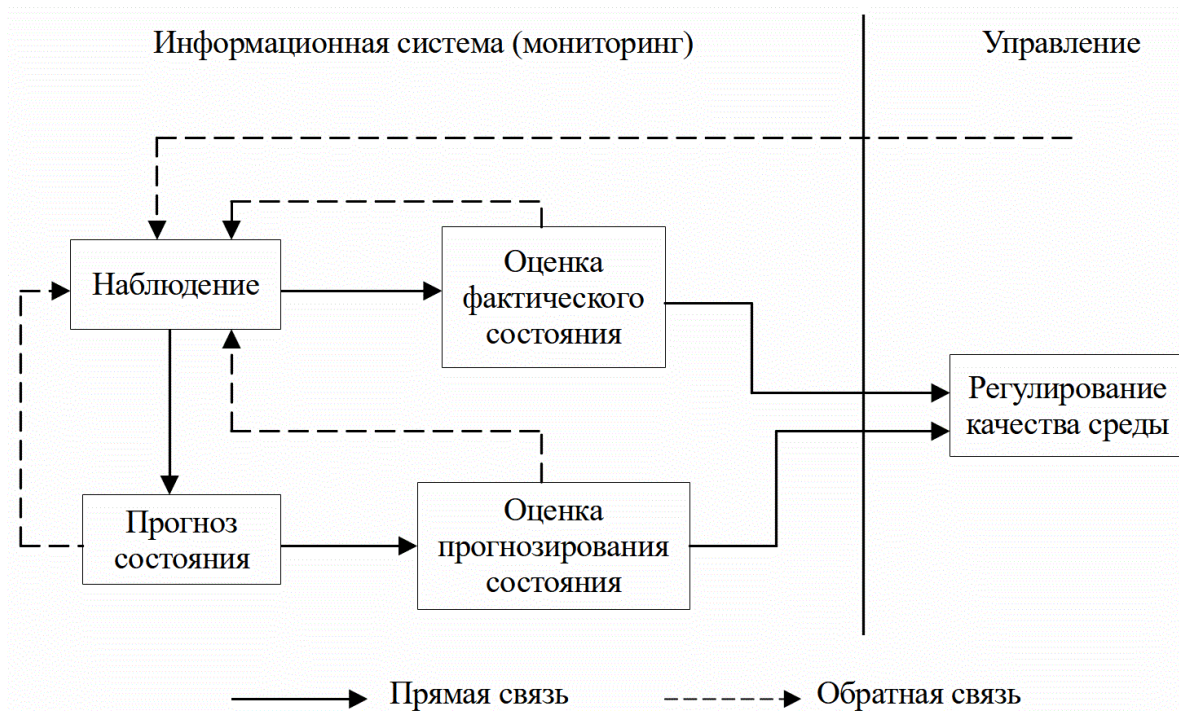 Информационная система (мониторинг)
Управление
Наблюдение
Оценка
фактического
состояния
Регулирование
качества среды
Прогноз
состояния
Оценка
прогнозирования
состояния
Прямая связь
Обратная связь